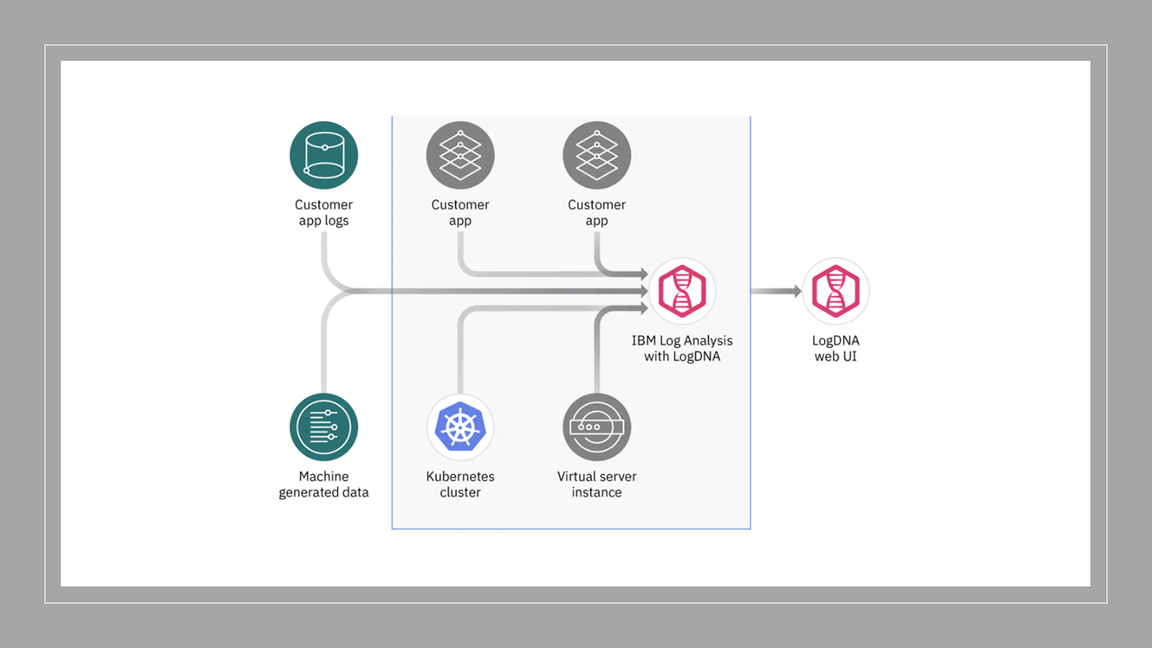 Customer
app logs
Customer
app
Customer
app
IBM Log Analysis
with LogDNA
LogDNA
web UI
Machine
generated data
Kubernetes
cluster
Virtual server
instance